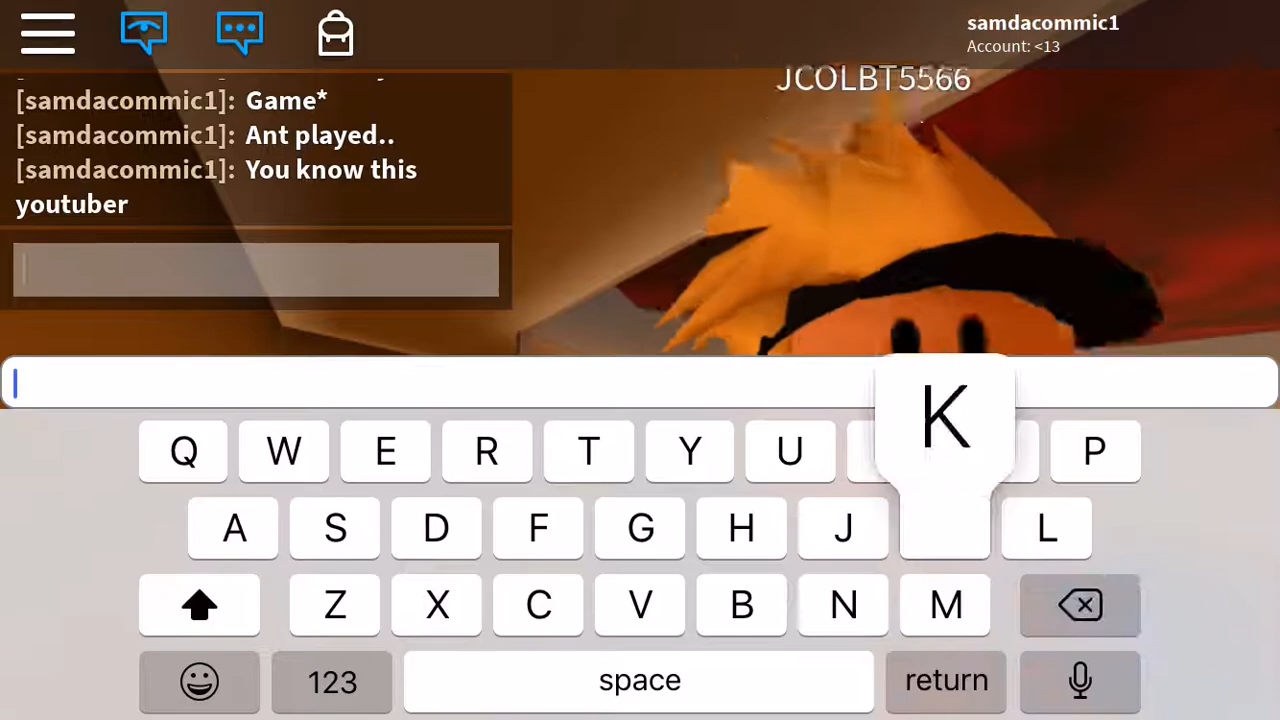 samdacommic1
Account: <13
JCOLBT5566
[samdacommic1]: Game*
[samdacommic1]: Ant played..
[samdacommic1]: You know this
youtuber
K
Q W E R T Y U P
A S D F G H J L
Z X C V B N M
123 space return